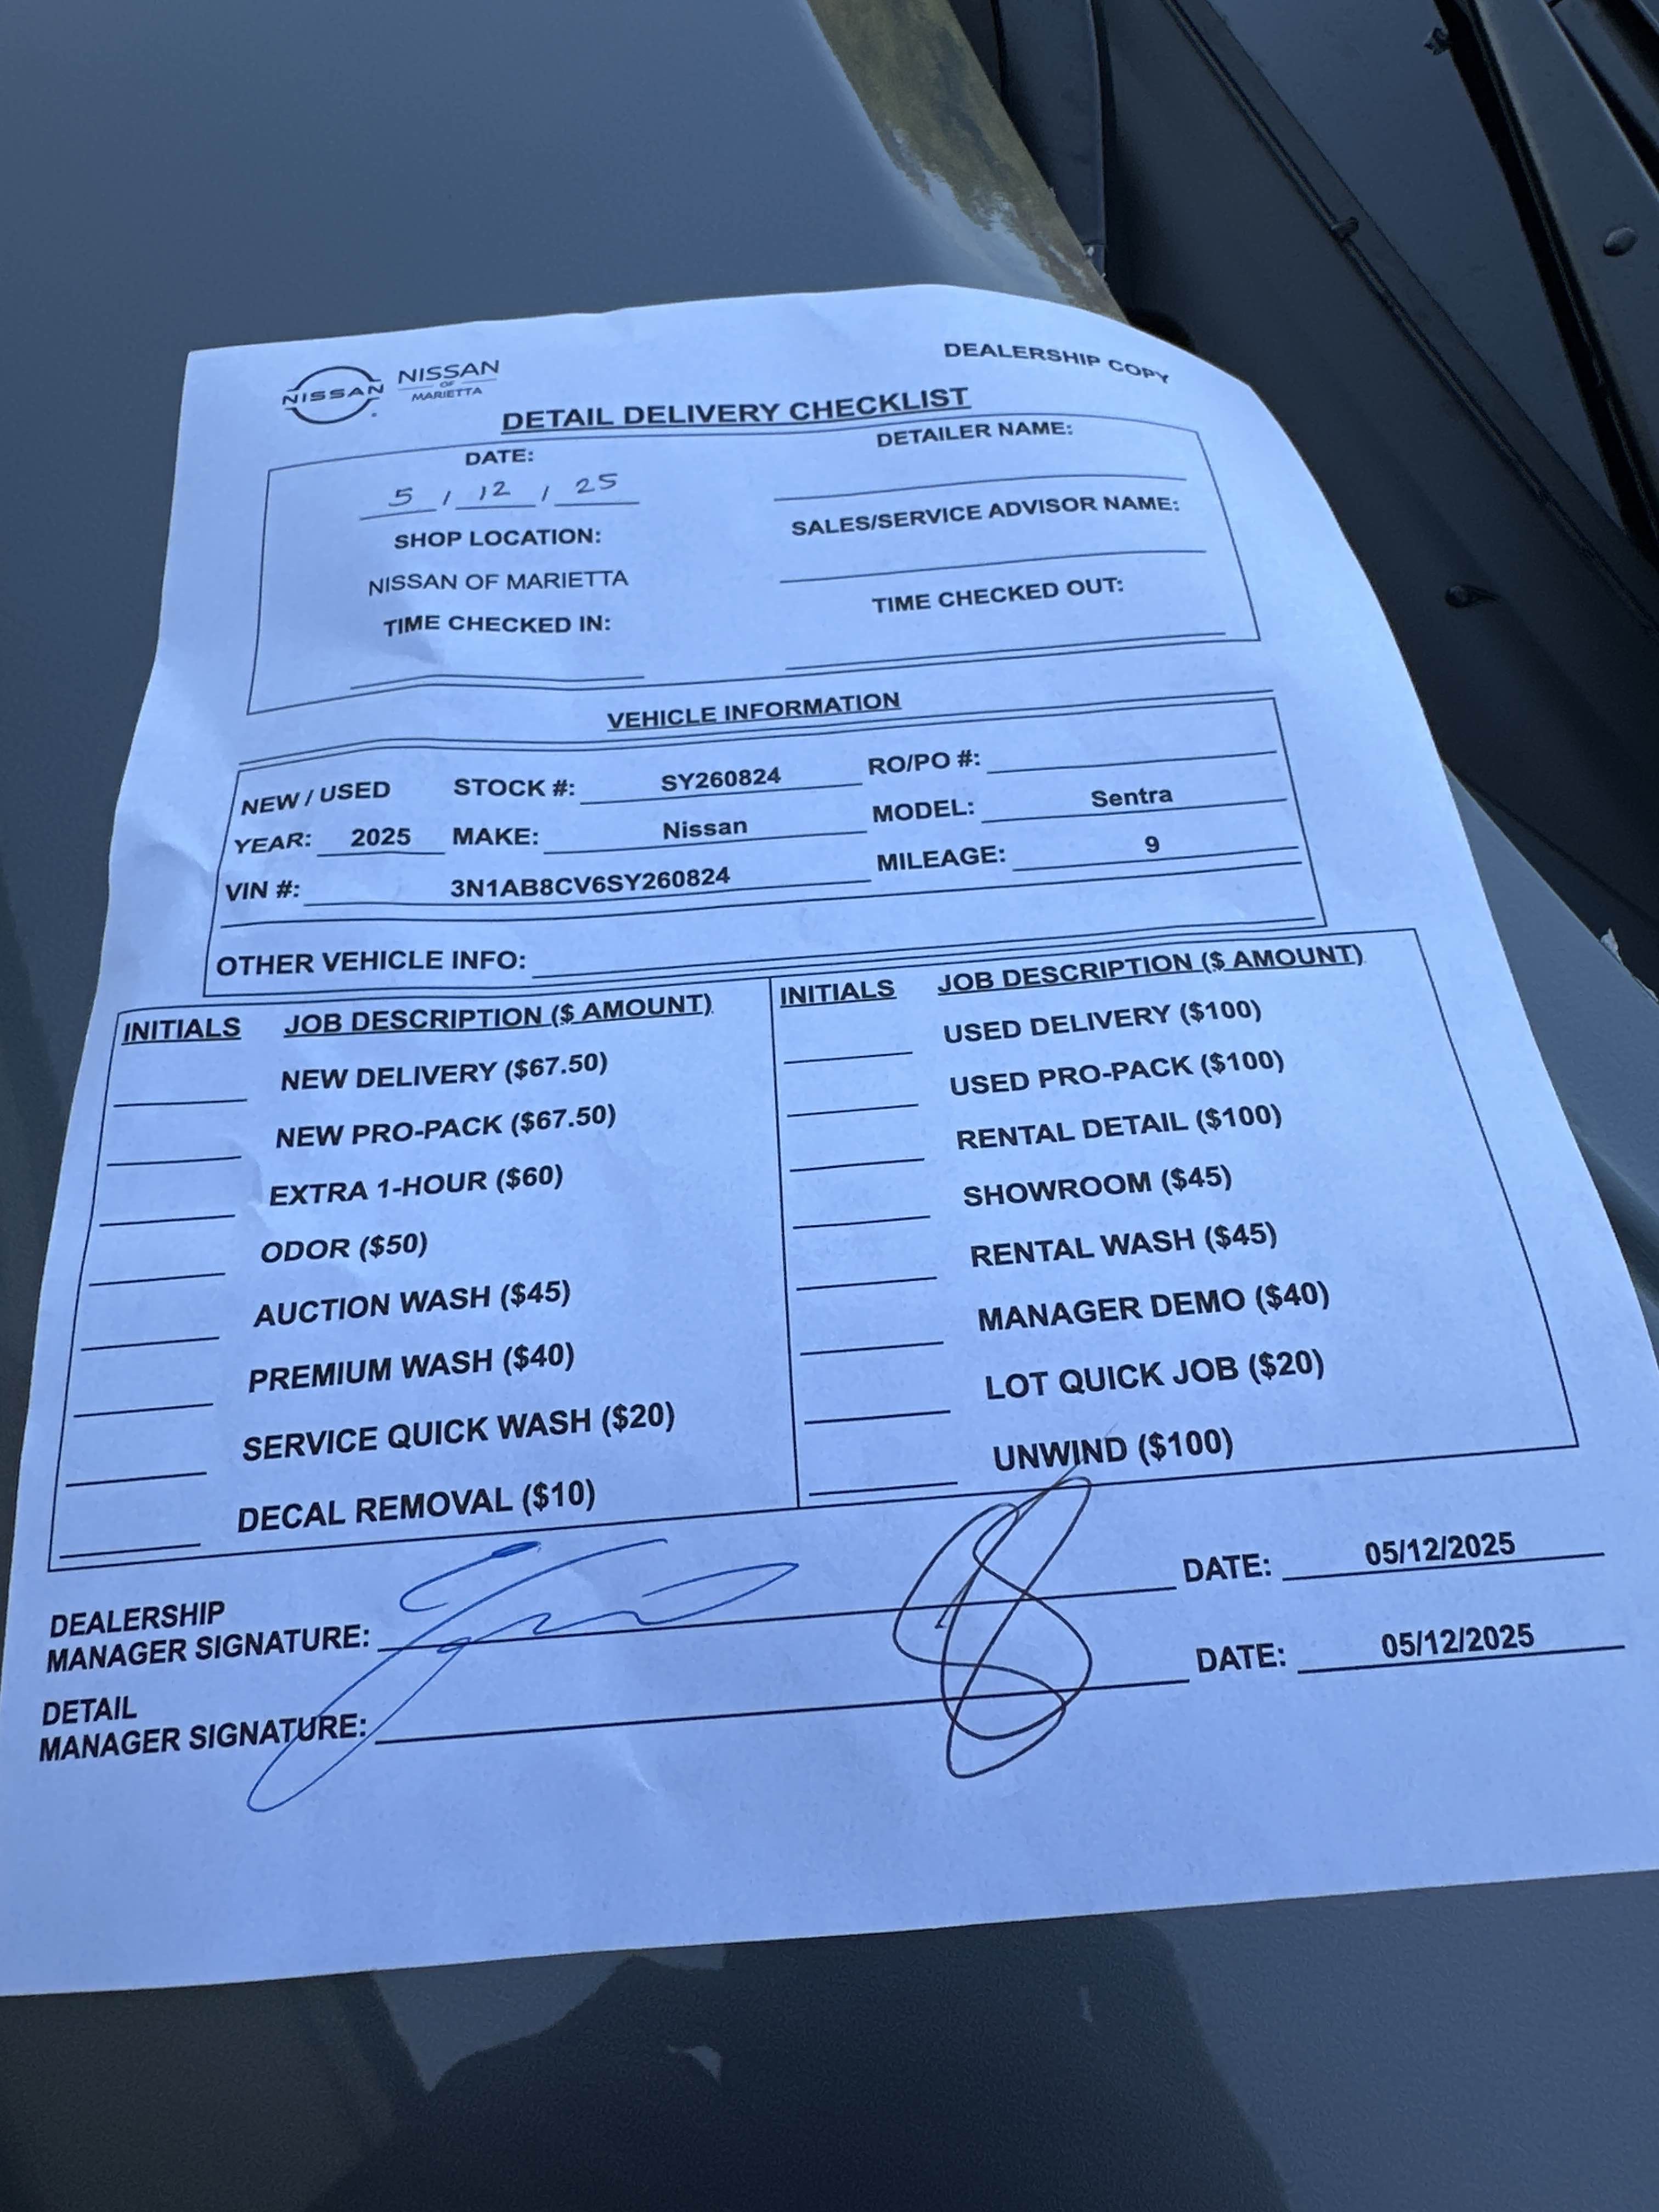 DEALERSHIP COPY
NISSAN NISSAN
OF
MARIETTA
DETAIL DELIVERY CHECKLIST
DATE: DETAILER NAME:
5 / 12 / 25
SHOP LOCATION: SALES/SERVICE ADVISOR NAME:
NISSAN OF MARIETTA
TIME CHECKED IN: TIME CHECKED OUT:
VEHICLE INFORMATION
NEW / USED STOCK #: SY260824 RO/PO #:
YEAR: 2025 MAKE: Nissan MODEL: Sentra
VIN #: 3N1AB8CV6SY260824 MILEAGE: 9
OTHER VEHICLE INFO:
INITIALS JOB DESCRIPTION ($ AMOUNT) INITIALS JOB DESCRIPTION ($ AMOUNT)
NEW DELIVERY ($67.50) USED DELIVERY ($100)
NEW PRO-PACK ($67.50) USED PRO-PACK ($100)
EXTRA 1-HOUR ($60) RENTAL DETAIL ($100)
ODOR ($50) SHOWROOM ($45)
AUCTION WASH ($45) RENTAL WASH ($45)
PREMIUM WASH ($40) MANAGER DEMO ($40)
SERVICE QUICK WASH ($20) LOT QUICK JOB ($20)
DECAL REMOVAL ($10) UNWIND ($100)
DEALERSHIP
MANAGER SIGNATURE: DATE: 05/12/2025
DETAIL
MANAGER SIGNATURE: DATE: 05/12/2025